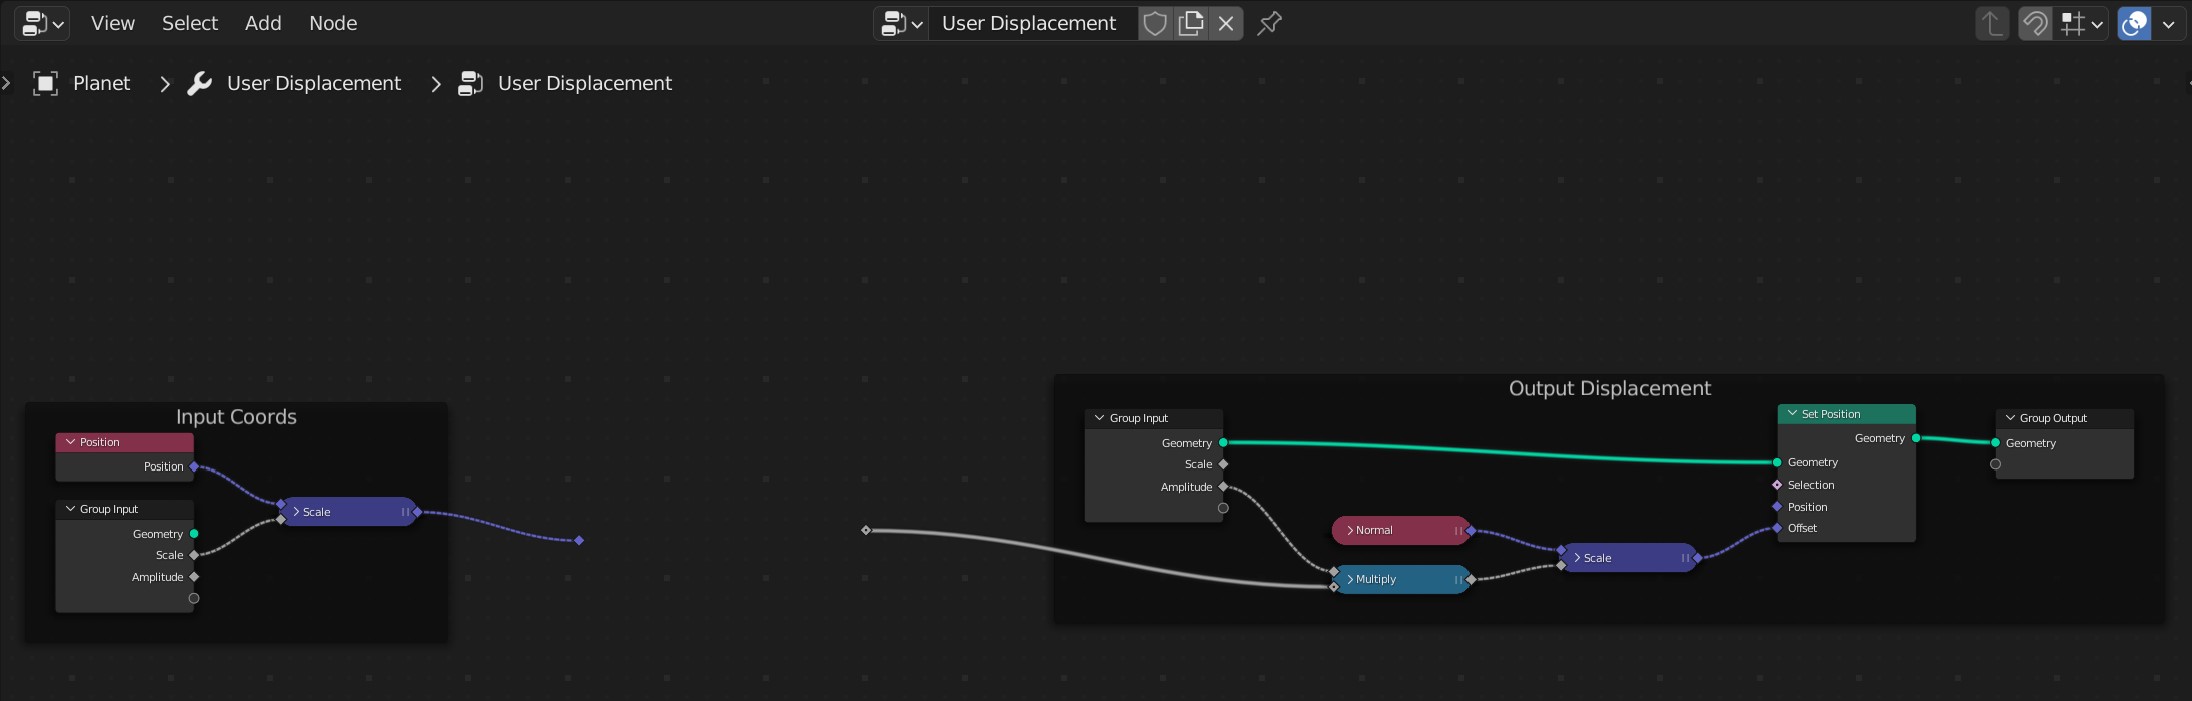 View Select Add Node User Displacement
Planet User Displacement User Displacement
Input Coords
Position
Position
Group Input
Geometry
Scale
Amplitude
Scale
Output Displacement
Group Input
Geometry
Scale
Amplitude
Normal
Multiply
Scale
Set Position
Geometry
Geometry
Selection
Position
Offset
Group Output
Geometry